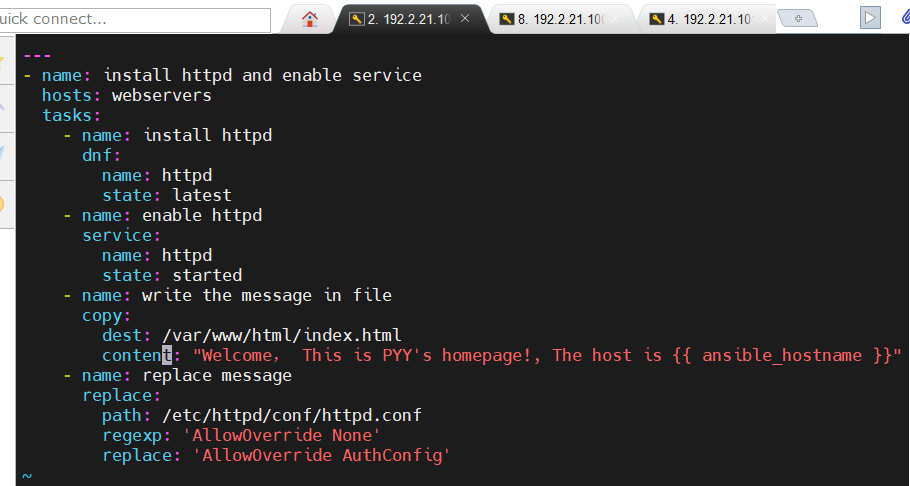 uick connect...
2. 192.2.21.10
8. 192.2.21.10
4. 192.2.21.10
---
- name: install httpd and enable service
  hosts: webservers
  tasks:
    - name: install httpd
      dnf:
        name: httpd
        state: latest
    - name: enable httpd
      service:
        name: httpd
        state: started
    - name: write the message in file
      copy:
        dest: /var/www/html/index.html
        content: "Welcome， This is PYY's homepage!, The host is {{ ansible_hostname }}"
    - name: replace message
      replace:
        path: /etc/httpd/conf/httpd.conf
        regexp: 'AllowOverride None'
        replace: 'AllowOverride AuthConfig'
~